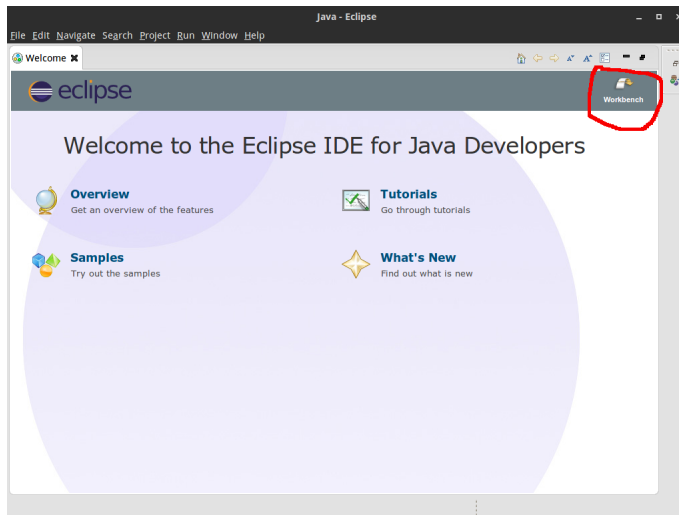 Java - Eclipse
File Edit Navigate Search Project Run Window Help
Welcome
eclipse
Workbench
Welcome to the Eclipse IDE for Java Developers
Overview
Get an overview of the features
Tutorials
Go through tutorials
Samples
Try out the samples
What's New
Find out what is new